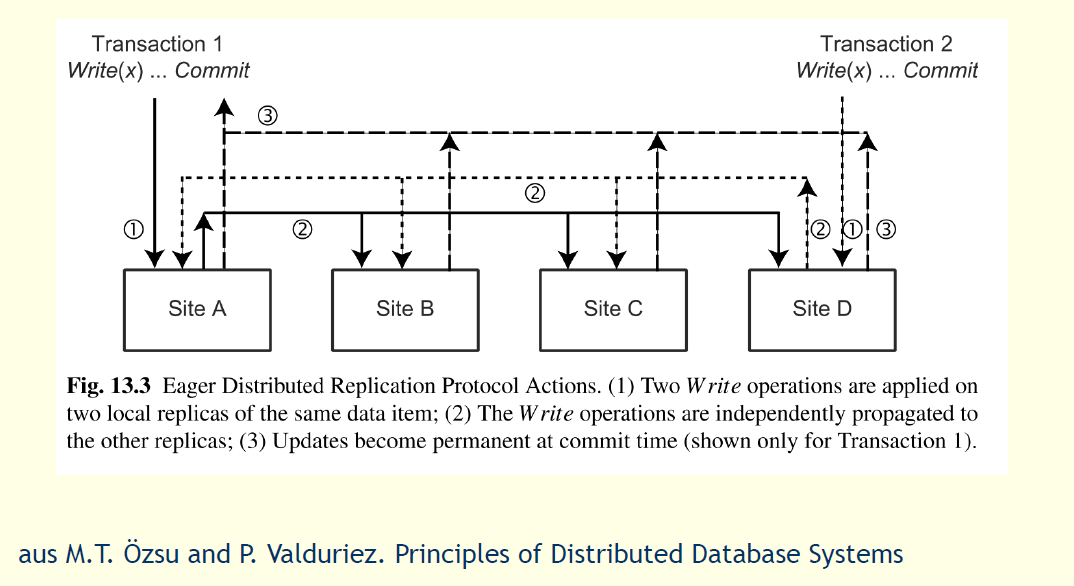 Transaction 1
Write(x) ... Commit
Transaction 2
Write(x) ... Commit
③
②
①
②
② ① ③
Site A
Site B
Site C
Site D
Fig. 13.3 Eager Distributed Replication Protocol Actions. (1) Two Write operations are applied on
two local replicas of the same data item; (2) The Write operations are independently propagated to
the other replicas; (3) Updates become permanent at commit time (shown only for Transaction 1).
aus M.T. Özsu and P. Valduriez. Principles of Distributed Database Systems